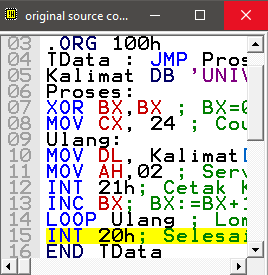 original source co...
03 .ORG 100h
04 TData : JMP Pros
05 Kalimat DB 'UNIV
06 Proses:
07 XOR BX,BX ; BX=0
08 MOV CX, 24 ; Cou
09 Ulang:
10 MOV DL, Kalimat
11 MOV AH,02 ; Serv
12 INT 21h; Cetak K
13 INC BX; BX:=BX+1
14 LOOP Ulang ; Lom
15 INT 20h; Selesai
16 END TData